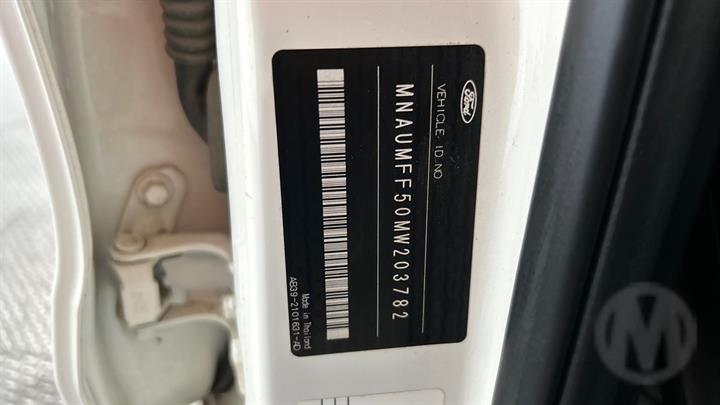 Ford
VEHICLE ID.NO
MNAUMFF50MW203782
Made in Thailand
AB39-2101631-AD
M